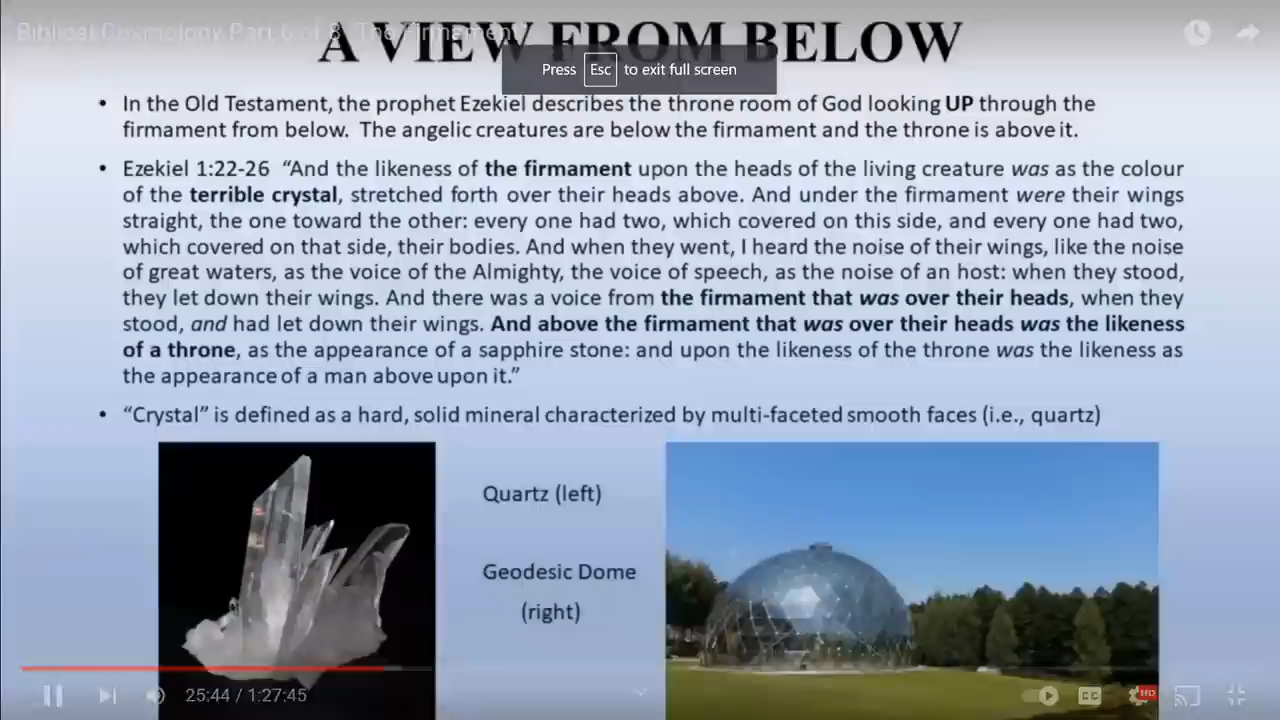 Biblical Cosmology Part 6 of 8 "The Firmament"
A VIEW FROM BELOW
Press Esc to exit full screen
• In the Old Testament, the prophet Ezekiel describes the throne room of God looking UP through the
firmament from below. The angelic creatures are below the firmament and the throne is above it.
• Ezekiel 1:22-26 “And the likeness of the firmament upon the heads of the living creature was as the colour
of the terrible crystal, stretched forth over their heads above. And under the firmament were their wings
straight, the one toward the other: every one had two, which covered on this side, and every one had two,
which covered on that side, their bodies. And when they went, I heard the noise of their wings, like the noise
of great waters, as the voice of the Almighty, the voice of speech, as the noise of an host: when they stood,
they let down their wings. And there was a voice from the firmament that was over their heads, when they
stood, and had let down their wings. And above the firmament that was over their heads was the likeness
of a throne, as the appearance of a sapphire stone: and upon the likeness of the throne was the likeness as
the appearance of a man above upon it.”
• “Crystal” is defined as a hard, solid mineral characterized by multi-faceted smooth faces (i.e., quartz)
Quartz (left)
Geodesic Dome
(right)
25:44 / 1:27:45
CC
HD